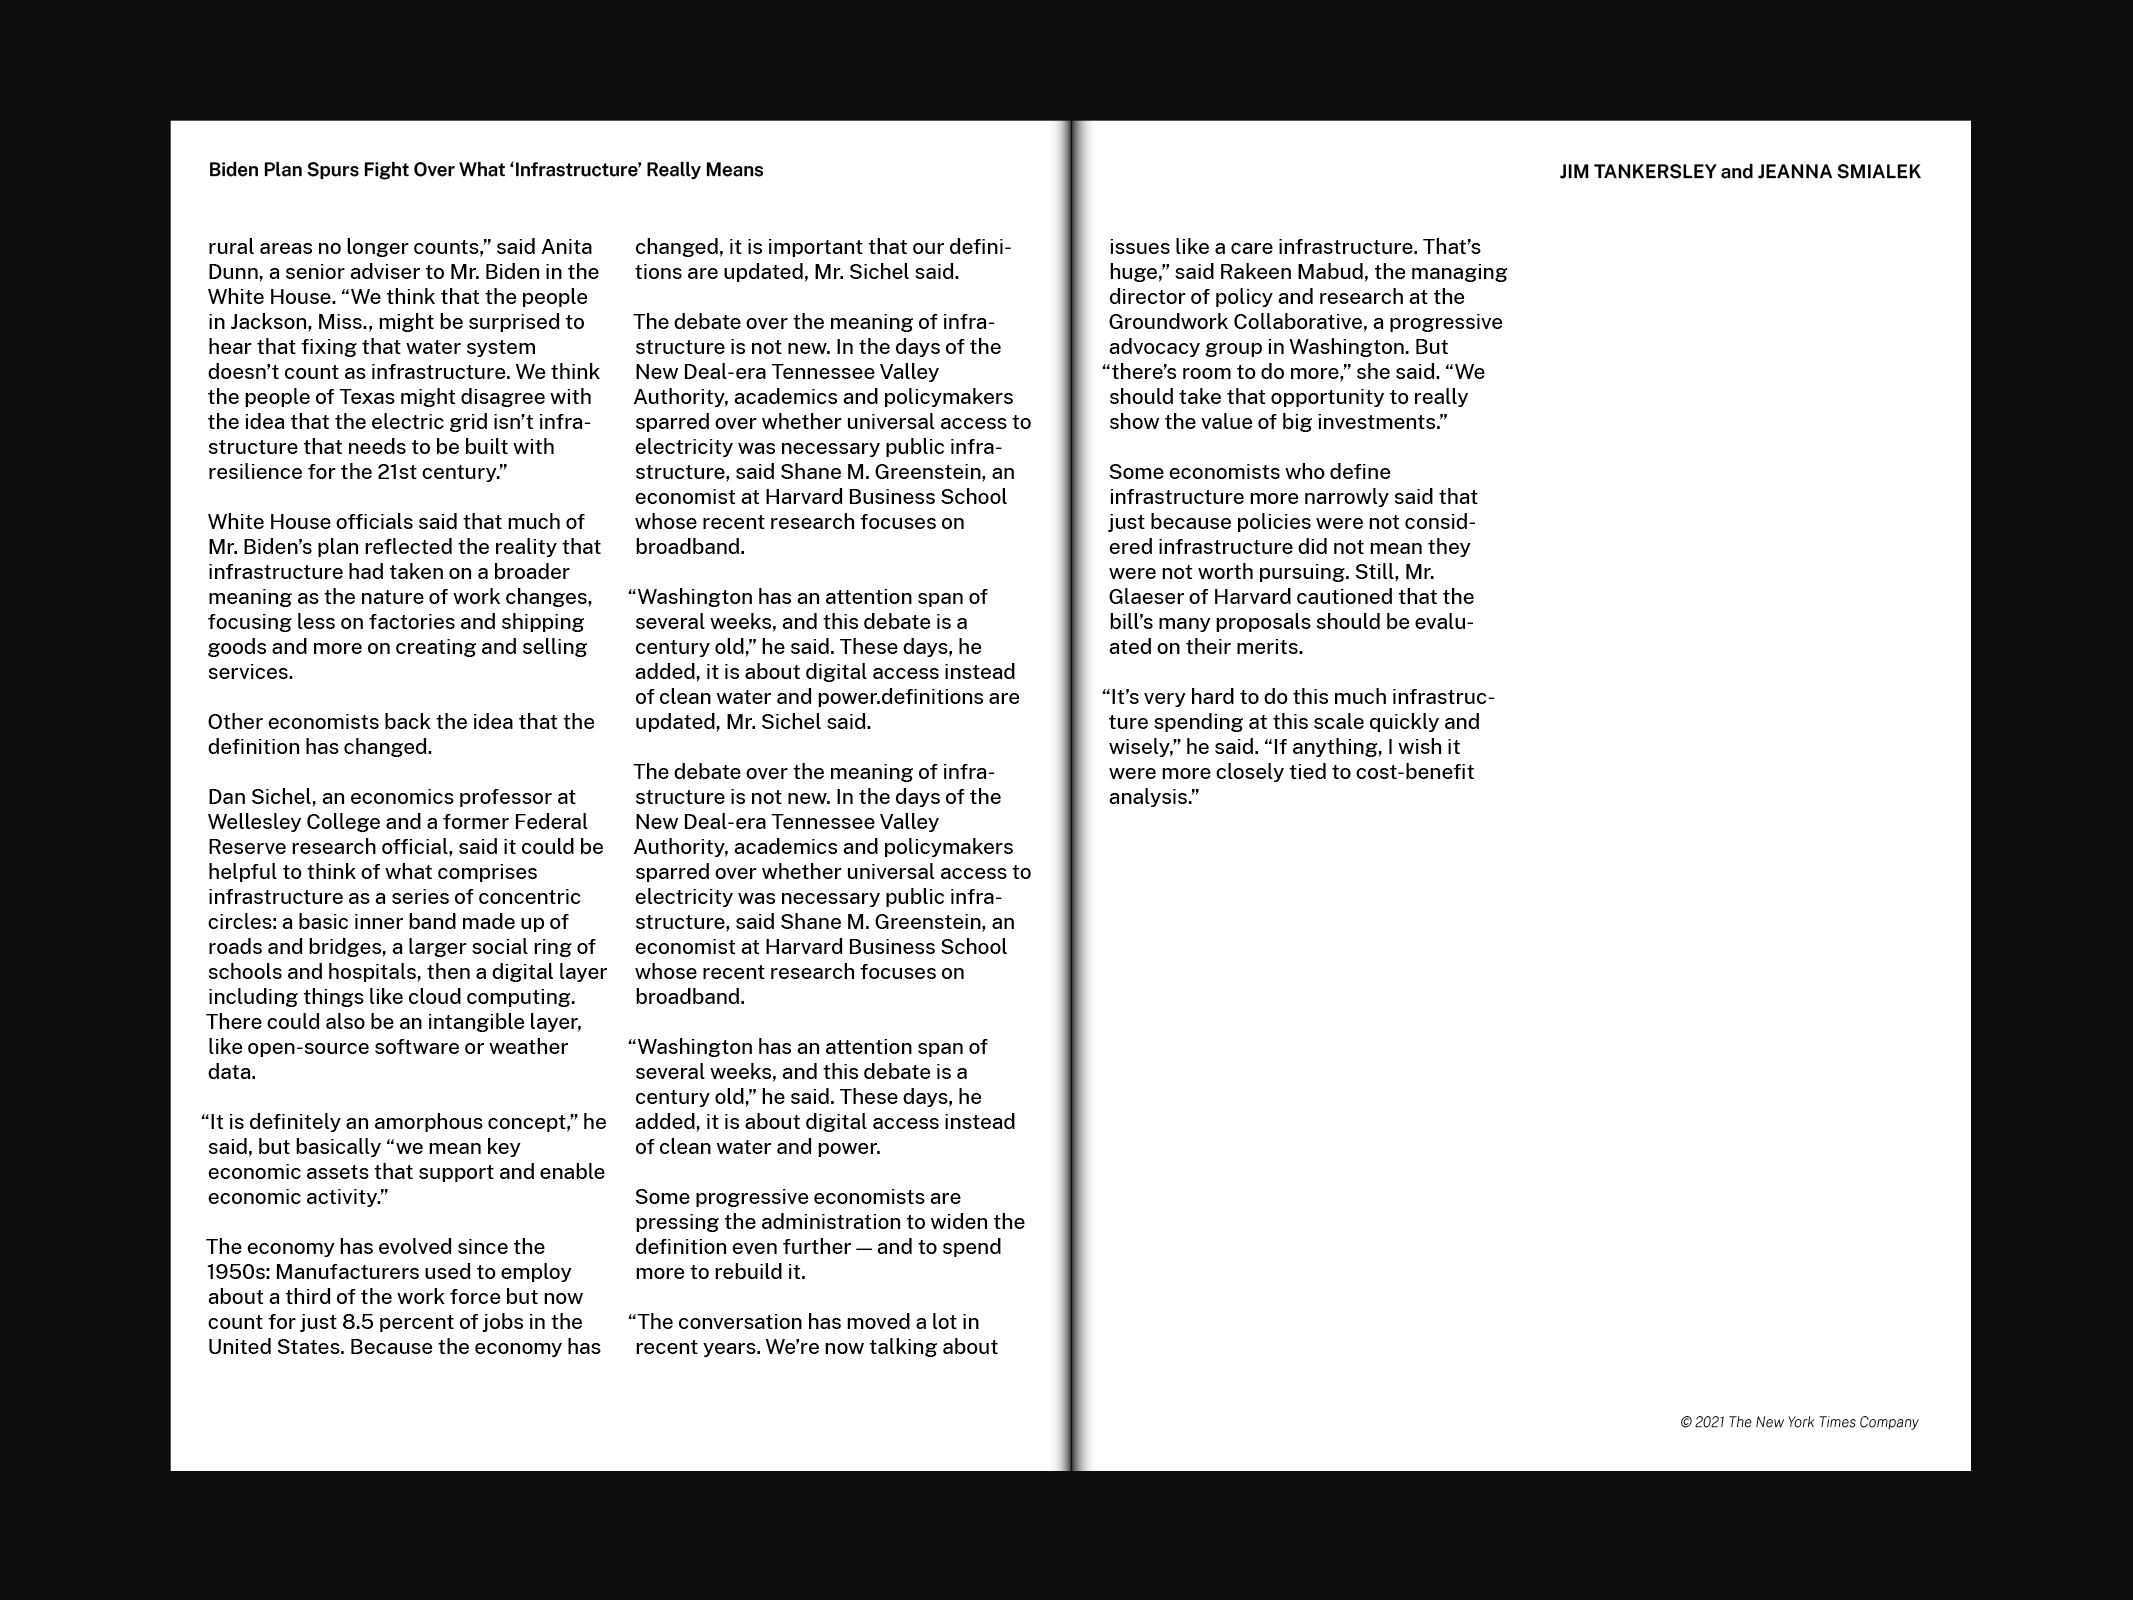 Biden Plan Spurs Fight Over What ‘Infrastructure’ Really Means
JIM TANKERSLEY and JEANNA SMIALEK
rural areas no longer counts,” said Anita
Dunn, a senior adviser to Mr. Biden in the
White House. “We think that the people
in Jackson, Miss., might be surprised to
hear that fixing that water system
doesn’t count as infrastructure. We think
the people of Texas might disagree with
the idea that the electric grid isn’t infra-
structure that needs to be built with
resilience for the 21st century.”
White House officials said that much of
Mr. Biden’s plan reflected the reality that
infrastructure had taken on a broader
meaning as the nature of work changes,
focusing less on factories and shipping
goods and more on creating and selling
services.
Other economists back the idea that the
definition has changed.
Dan Sichel, an economics professor at
Wellesley College and a former Federal
Reserve research official, said it could be
helpful to think of what comprises
infrastructure as a series of concentric
circles: a basic inner band made up of
roads and bridges, a larger social ring of
schools and hospitals, then a digital layer
including things like cloud computing.
There could also be an intangible layer,
like open-source software or weather
data.
“It is definitely an amorphous concept,” he
said, but basically “we mean key
economic assets that support and enable
economic activity.”
The economy has evolved since the
1950s: Manufacturers used to employ
about a third of the work force but now
count for just 8.5 percent of jobs in the
United States. Because the economy has
changed, it is important that our defini-
tions are updated, Mr. Sichel said.
The debate over the meaning of infra-
structure is not new. In the days of the
New Deal-era Tennessee Valley
Authority, academics and policymakers
sparred over whether universal access to
electricity was necessary public infra-
structure, said Shane M. Greenstein, an
economist at Harvard Business School
whose recent research focuses on
broadband.
“Washington has an attention span of
several weeks, and this debate is a
century old,” he said. These days, he
added, it is about digital access instead
of clean water and power.definitions are
updated, Mr. Sichel said.
The debate over the meaning of infra-
structure is not new. In the days of the
New Deal-era Tennessee Valley
Authority, academics and policymakers
sparred over whether universal access to
electricity was necessary public infra-
structure, said Shane M. Greenstein, an
economist at Harvard Business School
whose recent research focuses on
broadband.
“Washington has an attention span of
several weeks, and this debate is a
century old,” he said. These days, he
added, it is about digital access instead
of clean water and power.
Some progressive economists are
pressing the administration to widen the
definition even further — and to spend
more to rebuild it.
“The conversation has moved a lot in
recent years. We’re now talking about
issues like a care infrastructure. That’s
huge,” said Rakeen Mabud, the managing
director of policy and research at the
Groundwork Collaborative, a progressive
advocacy group in Washington. But
“there’s room to do more,” she said. “We
should take that opportunity to really
show the value of big investments.”
Some economists who define
infrastructure more narrowly said that
just because policies were not consid-
ered infrastructure did not mean they
were not worth pursuing. Still, Mr.
Glaeser of Harvard cautioned that the
bill’s many proposals should be evalu-
ated on their merits.
“It’s very hard to do this much infrastruc-
ture spending at this scale quickly and
wisely,” he said. “If anything, I wish it
were more closely tied to cost-benefit
analysis.”
© 2021 The New York Times Company